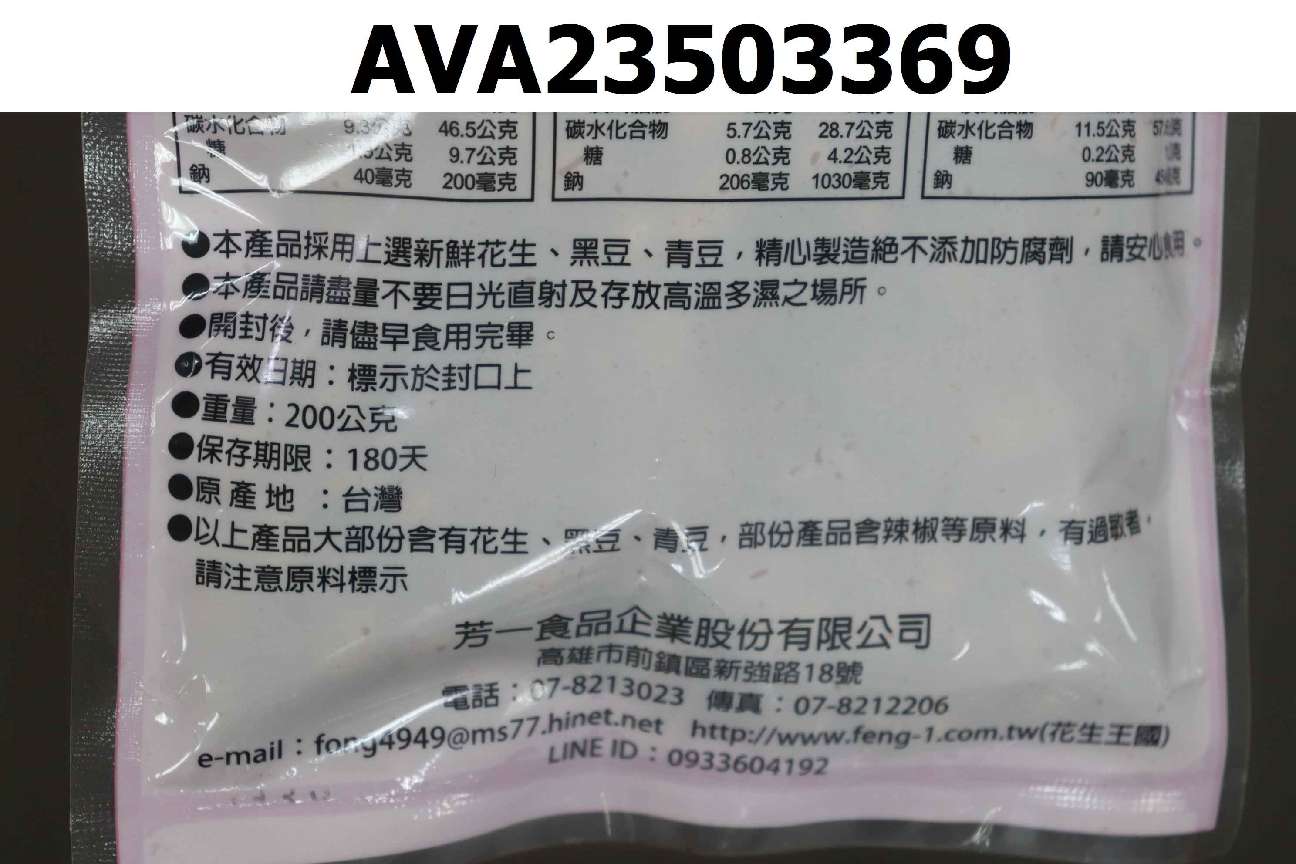 AVA23503369
碳水化合物 9.3公克 46.5公克 碳水化合物 5.7公克 28.7公克 碳水化合物 11.5公克
糖 公克 9.7公克 糖 0.8公克 4.2公克 糖 0.2公克
鈉 40毫克 200毫克 鈉 206毫克 1030毫克 鈉 90毫克
●本產品採用上選新鮮花生、黑豆、青豆，精心製造絕不添加防腐劑，請安心食用。
●本產品請盡量不要日光直射及存放高溫多濕之場所。
●開封後，請儘早食用完畢。
●有效日期：標示於封口上
●重量：200公克
●保存期限：180天
●原產地 ：台灣
●以上產品大部份含有花生、黑豆、青豆，部份產品含辣椒等原料，有過敏者，
請注意原料標示
芳一食品企業股份有限公司
高雄市前鎮區新強路18號
電話：07-8213023 傳真：07-8212206
e-mail：fong4949@ms77.hinet.net http://www.feng-1.com.tw(花生王國)
LINE ID：0933604192